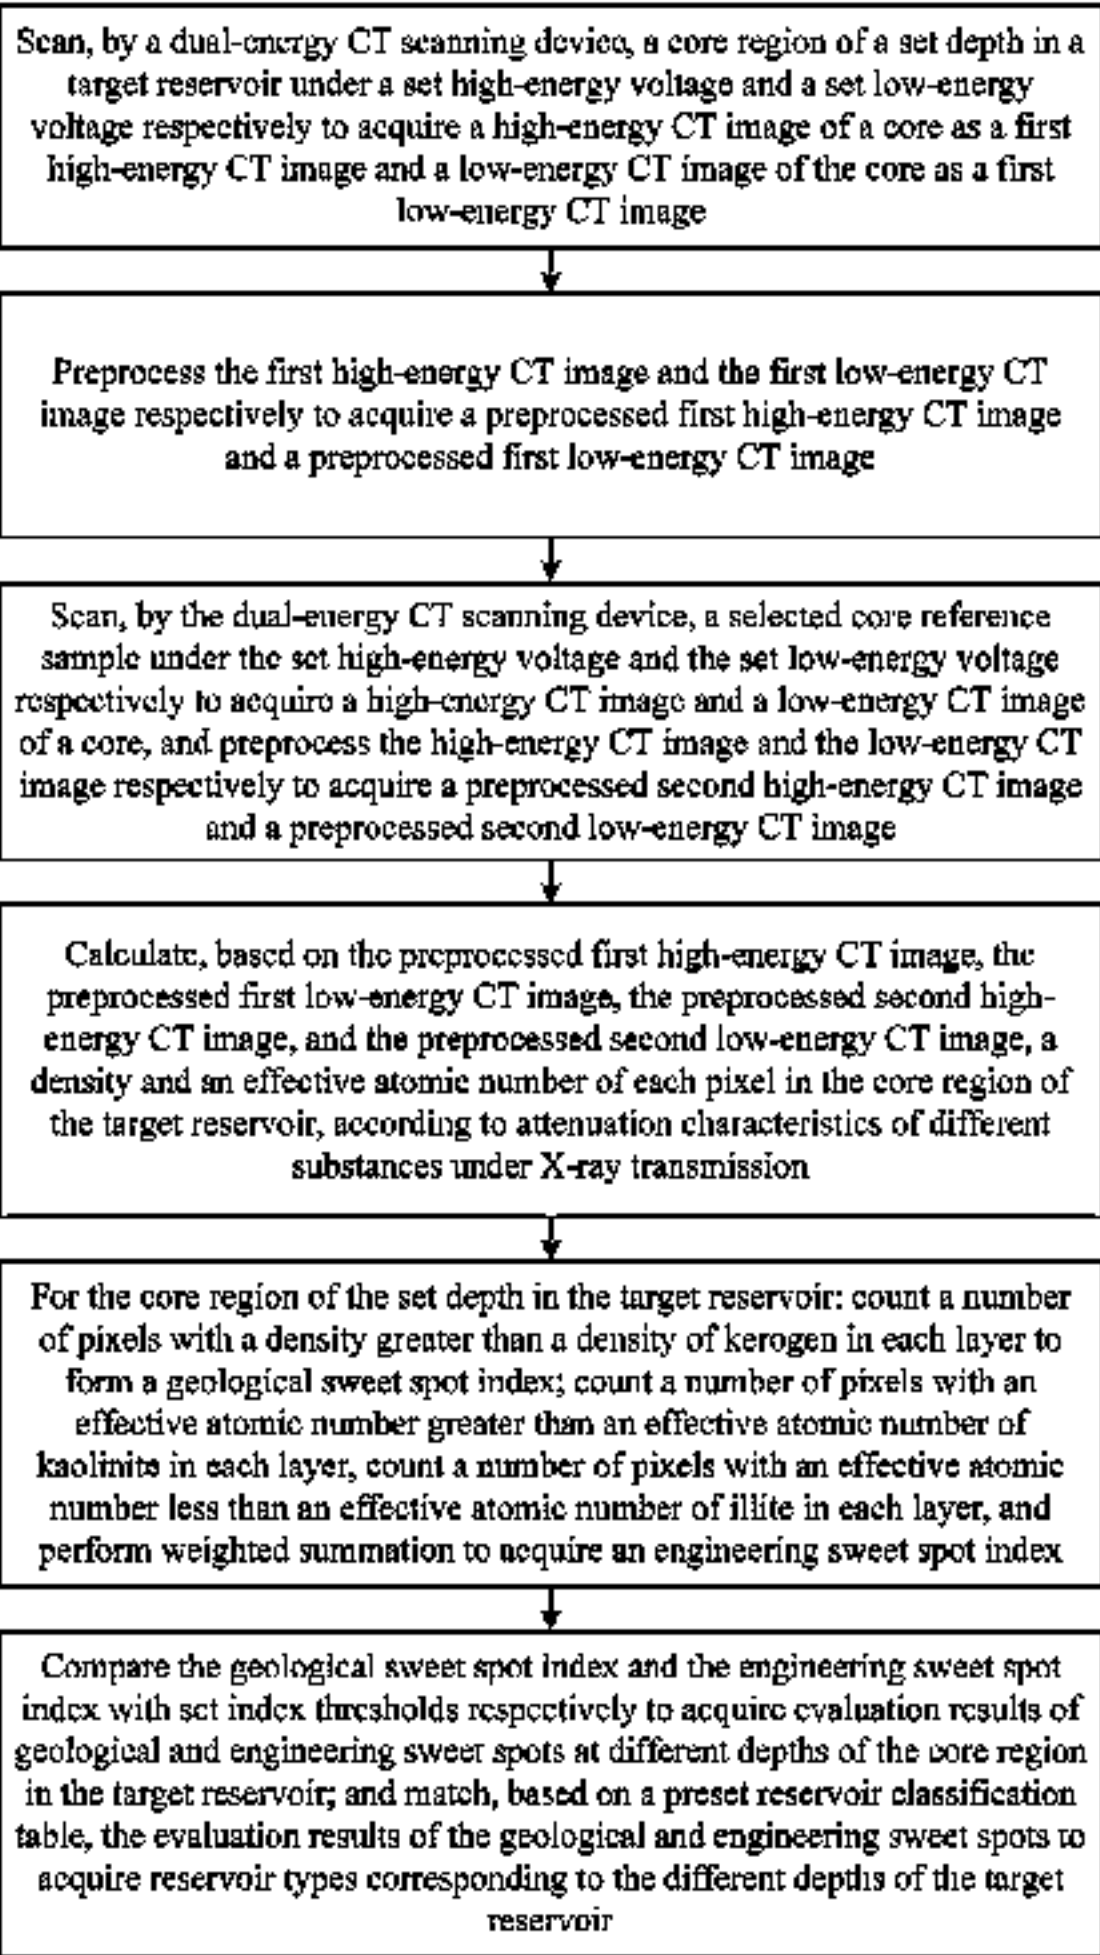 Scan, by a dual-energy CT scanning device, a core region of a set depth in a
target reservoir under a set high-energy voltage and a set low-energy
voltage respectively to acquire a high-energy CT image of a core as a first
high-energy CT image and a low-energy CT image of the core as a first
low-energy CT image
Preprocess the first high-energy CT image and the first low-energy CT
image respectively to acquire a preprocessed first high-energy CT image
and a preprocessed first low-energy CT image
Scan, by the dual-energy CT scanning device, a selected core reference
sample under the set high-energy voltage and the set low-energy voltage
respectively to acquire a high-energy CT image and a low-energy CT image
of a core, and preprocess the high-energy CT image and the low-energy CT
image respectively to acquire a preprocessed second high-energy CT image
and a preprocessed second low-energy CT image
Calculate, based on the preprocessed first high-energy CT image, the
preprocessed first low-energy CT image, the preprocessed second high-
energy CT image, and the preprocessed second low-energy CT image, a
density and an effective atomic number of each pixel in the core region of
the target reservoir, according to attenuation characteristics of different
substances under X-ray transmission
For the core region of the set depth in the target reservoir: count a number
of pixels with a density greater than a density of kerogen in each layer to
form a geological sweet spot index; count a number of pixels with an
effective atomic number greater than an effective atomic number of
kaolinite in each layer, count a number of pixels with an effective atomic
number less than an effective atomic number of illite in each layer, and
perform weighted summation to acquire an engineering sweet spot index
Compare the geological sweet spot index and the engineering sweet spot
index with set index thresholds respectively to acquire evaluation results of
geological and engineering sweet spots at different depths of the core region
in the target reservoir; and match, based on a preset reservoir classification
table, the evaluation results of the geological and engineering sweet spots to
acquire reservoir types corresponding to the different depths of the target
reservoir